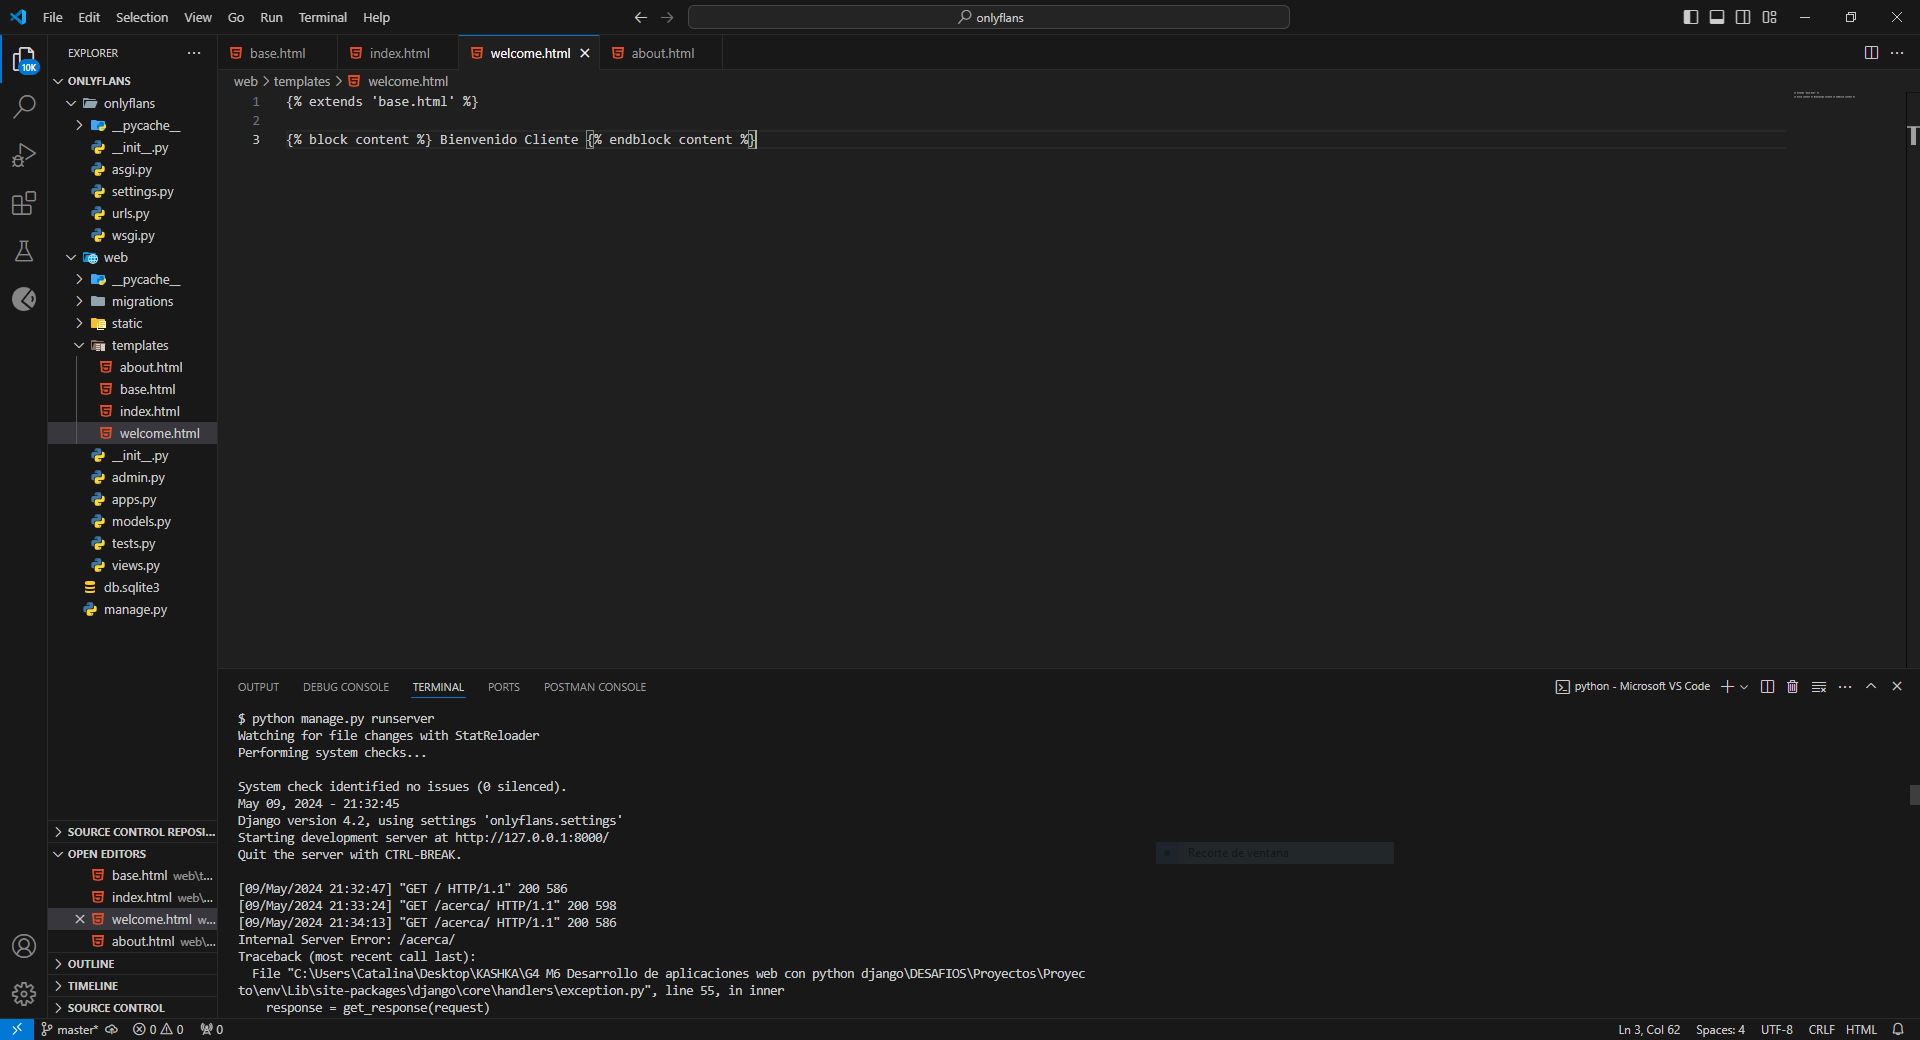 File Edit Selection View Go Run Terminal Help
onlyflans
EXPLORER
base.html
index.html
welcome.html
about.html
ONLYFLANS
web > templates > welcome.html
10K
onlyflans
__pycache__
__init__.py
asgi.py
settings.py
urls.py
wsgi.py
web
__pycache__
migrations
static
templates
about.html
base.html
index.html
welcome.html
__init__.py
admin.py
apps.py
models.py
tests.py
views.py
db.sqlite3
manage.py
1 {% extends 'base.html' %}
2
3 {% block content %} Bienvenido Cliente {% endblock content %}
OUTPUT DEBUG CONSOLE TERMINAL PORTS POSTMAN CONSOLE
python - Microsoft VS Code
$ python manage.py runserver
Watching for file changes with StatReloader
Performing system checks...
System check identified no issues (0 silenced).
May 09, 2024 - 21:32:45
Django version 4.2, using settings 'onlyflans.settings'
Starting development server at http://127.0.0.1:8000/
Quit the server with CTRL-BREAK.
Recorte de ventana
[09/May/2024 21:32:47] "GET / HTTP/1.1" 200 586
[09/May/2024 21:33:24] "GET /acerca/ HTTP/1.1" 200 598
[09/May/2024 21:34:13] "GET /acerca/ HTTP/1.1" 200 586
Internal Server Error: /acerca/
Traceback (most recent call last):
File "C:\Users\Catalina\Desktop\KASHKA\G4 M6 Desarrollo de aplicaciones web con python django\DESAFIOS\Proyectos\Proyec
to\env\Lib\site-packages\django\core\handlers\exception.py", line 55, in inner
response = get_response(request)
SOURCE CONTROL REPOSI...
OPEN EDITORS
base.html web\t...
index.html web\...
welcome.html w...
about.html web\...
OUTLINE
TIMELINE
SOURCE CONTROL
master* 0 0 0
Ln 3, Col 62 Spaces: 4 UTF-8 CRLF HTML